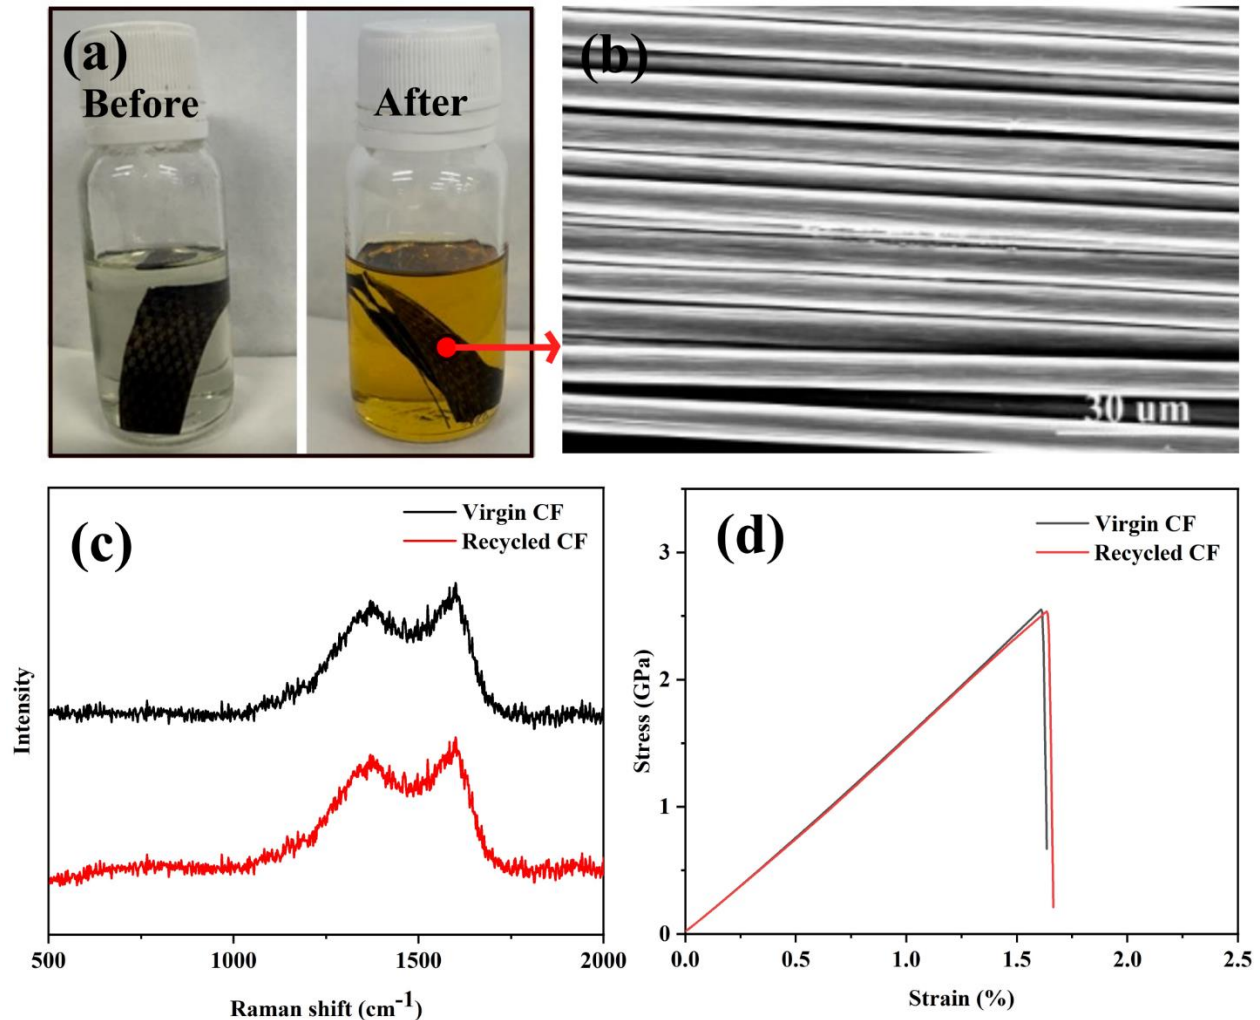 (a)
Before
After
(b)
30 um
(c)
Virgin CF
Recycled CF
Intensity
500
1000
1500
2000
Raman shift (cm-1)
(d)
Virgin CF
Recycled CF
Stress (GPa)
3
2
1
0
0.0
0.5
1.0
1.5
2.0
2.5
Strain (%)